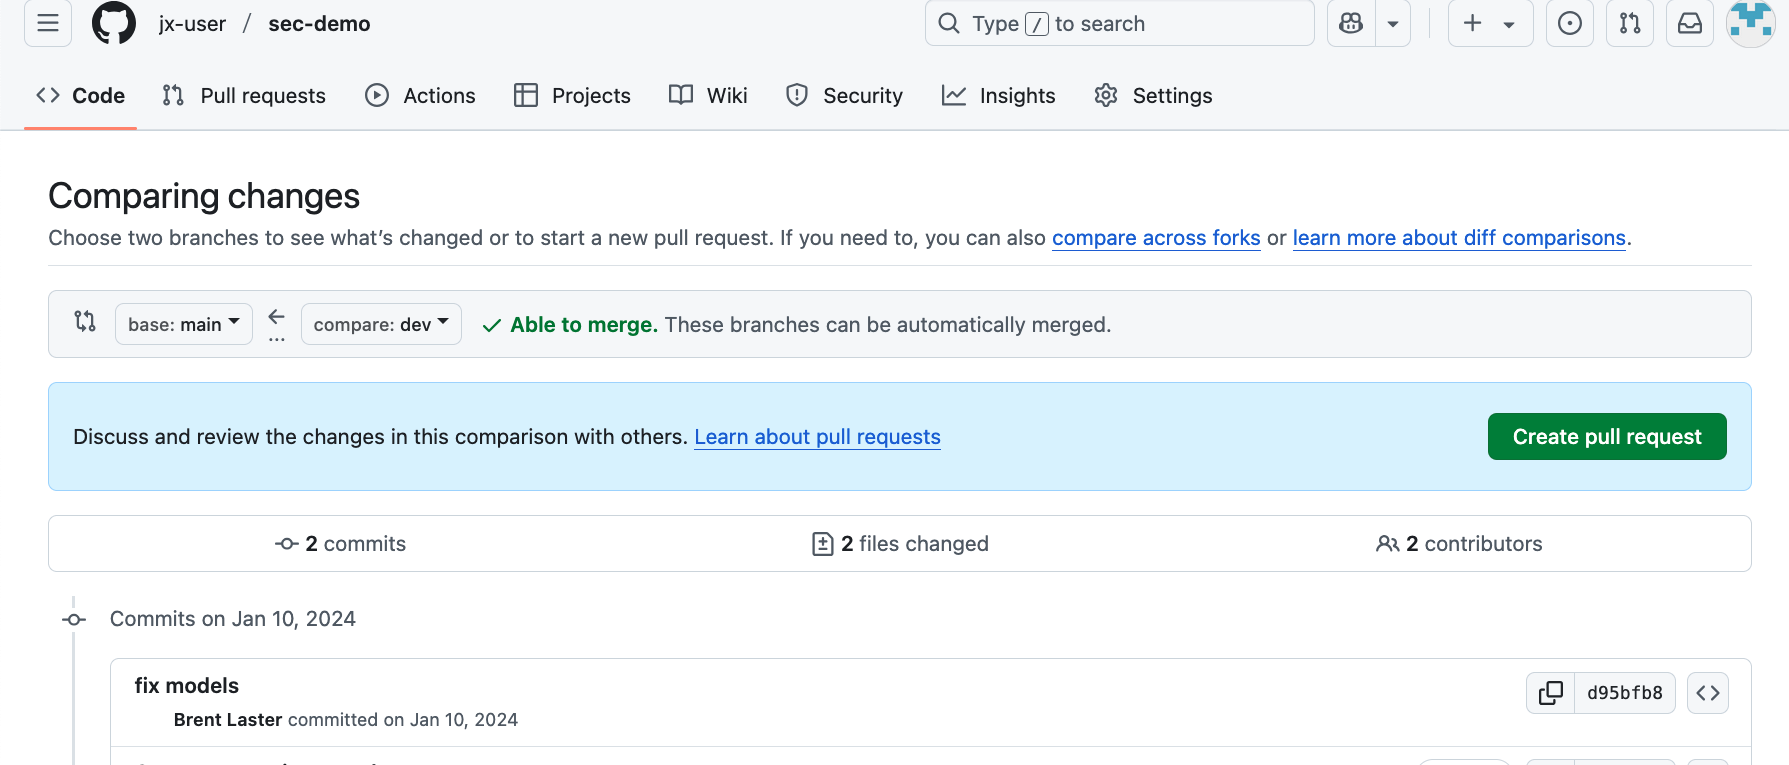 jx-user / sec-demo
Type / to search
Code Pull requests Actions Projects Wiki Security Insights Settings
Comparing changes
Choose two branches to see what's changed or to start a new pull request. If you need to, you can also compare across forks or learn more about diff comparisons.
base: main ← compare: dev ✓ Able to merge. These branches can be automatically merged.
...
Discuss and review the changes in this comparison with others. Learn about pull requests
Create pull request
2 commits 2 files changed 2 contributors
Commits on Jan 10, 2024
fix models
d95bfb8
Brent Laster committed on Jan 10, 2024